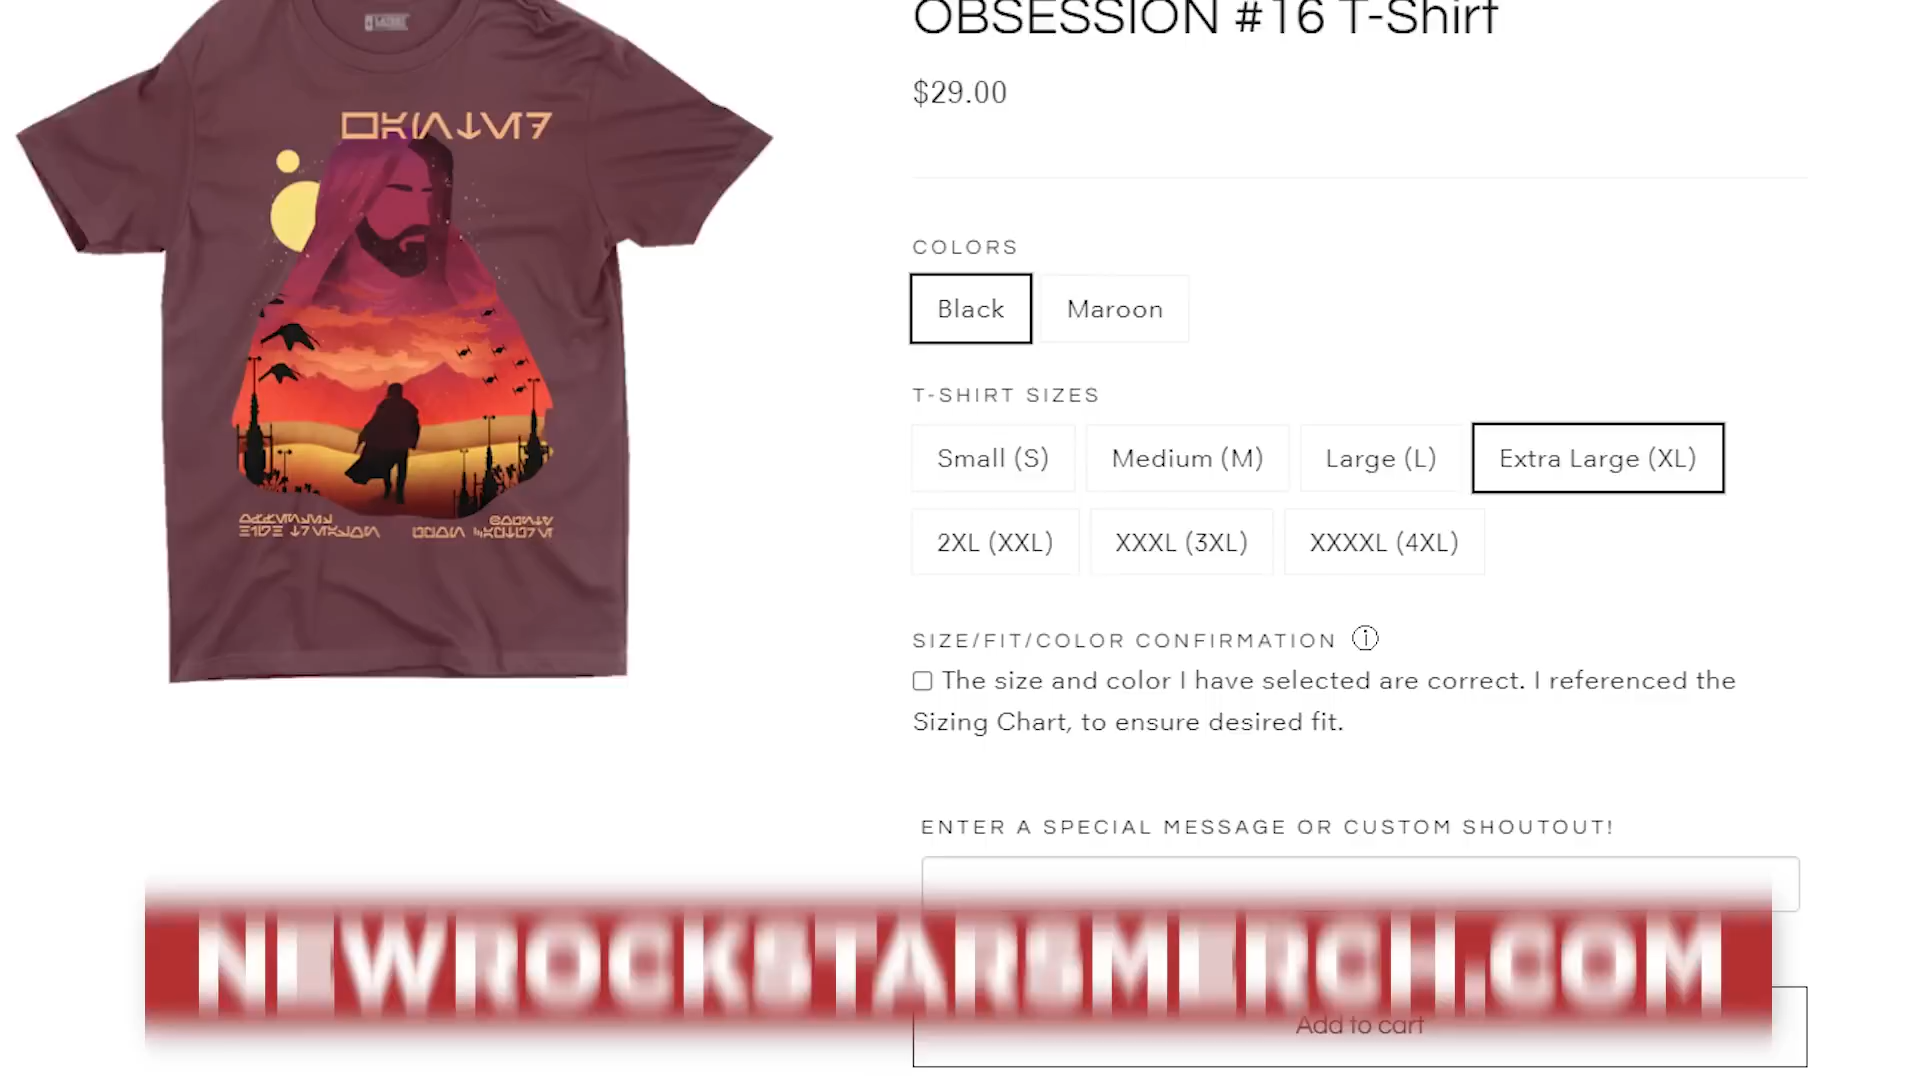 OBSESSION #16 T-Shirt
$29.00
COLORS
Black
Maroon
T-SHIRT SIZES
Small (S)
Medium (M)
Large (L)
Extra Large (XL)
2XL (XXL)
XXXL (3XL)
XXXXL (4XL)
SIZE/FIT/COLOR CONFIRMATION
The size and color I have selected are correct. I referenced the
Sizing Chart, to ensure desired fit.
ENTER A SPECIAL MESSAGE OR CUSTOM SHOUTOUT!
NEWROCKSTARSMERCH.COM
Add to cart